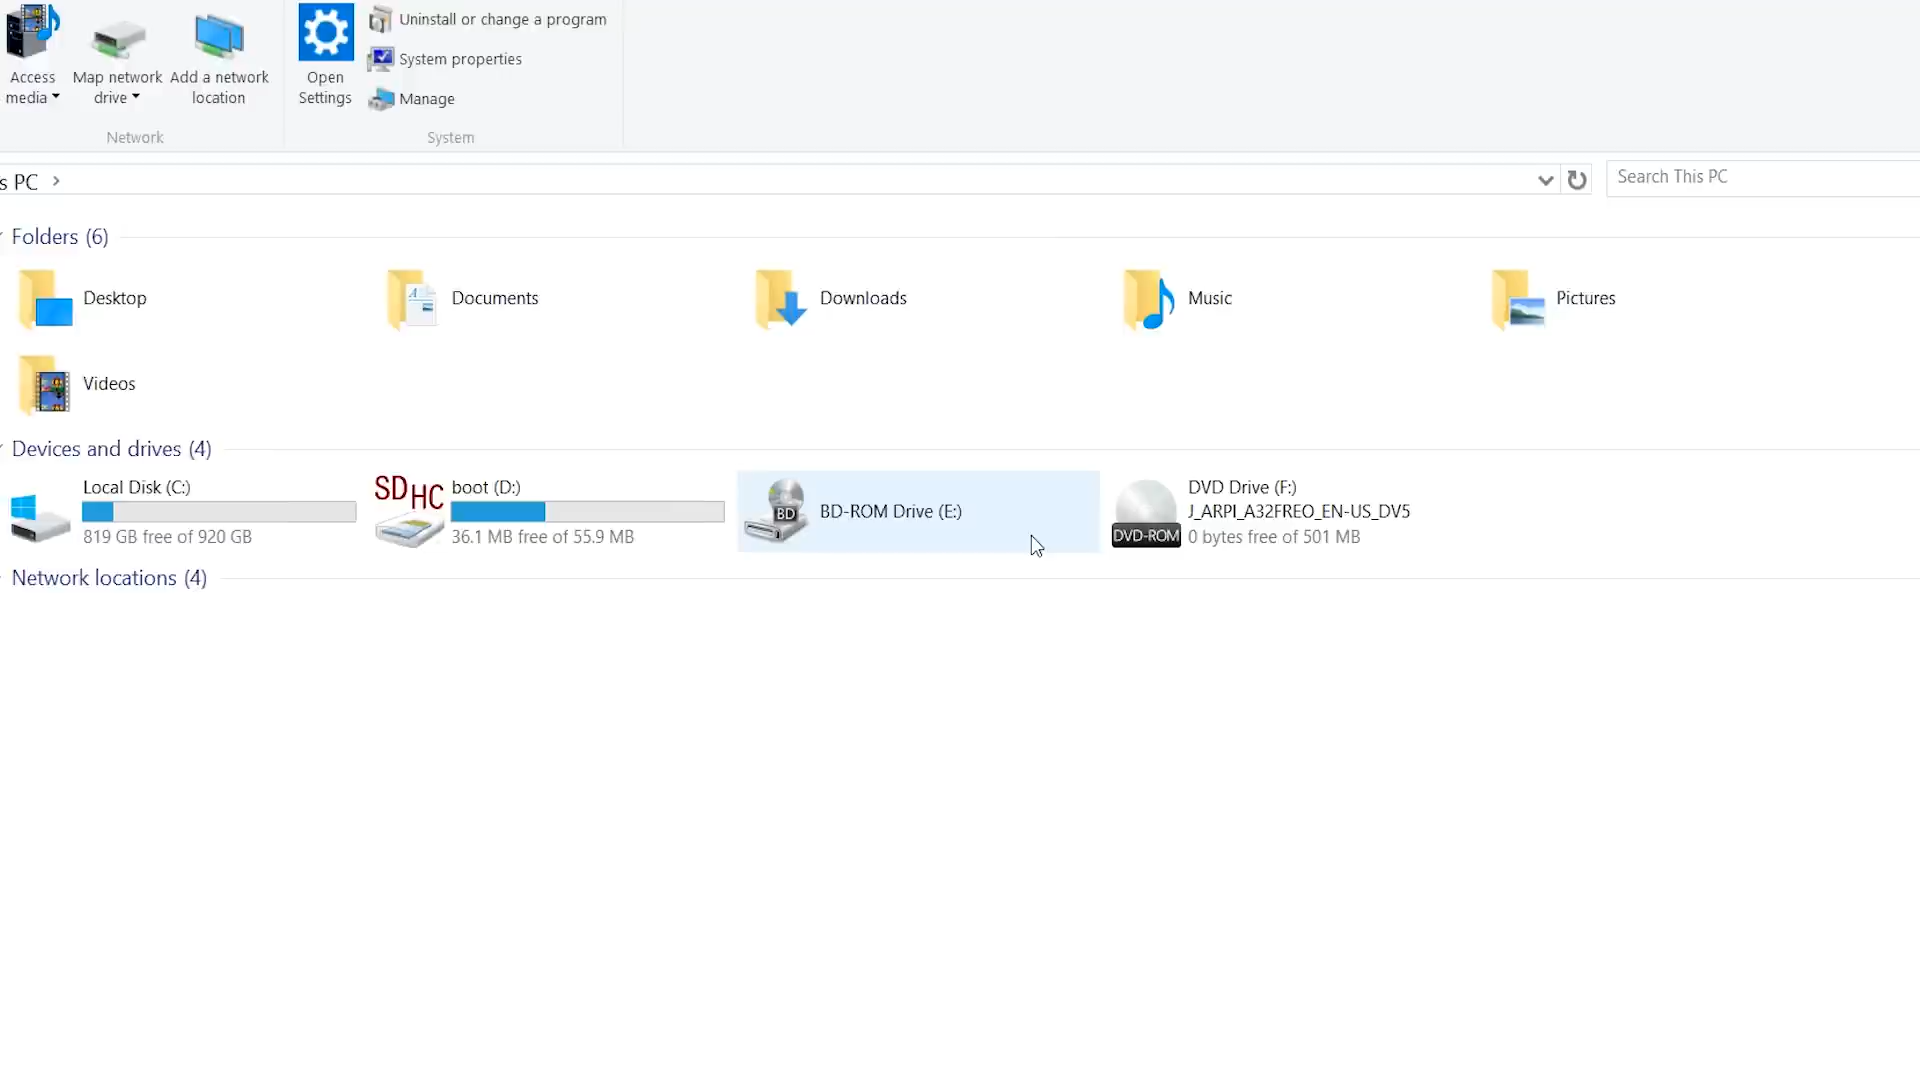 Access
media
Map network
drive
Add a network
location
Open
Settings
Uninstall or change a program
System properties
Manage
Network
System
s PC
Search This PC
Folders (6)
Desktop
Documents
Downloads
Music
Pictures
Videos
Devices and drives (4)
Local Disk (C:)
819 GB free of 920 GB
SD HC
boot (D:)
36.1 MB free of 55.9 MB
BD
BD-ROM Drive (E:)
DVD-ROM
DVD Drive (F:)
J_ARPI_A32FREO_EN-US_DV5
0 bytes free of 501 MB
Network locations (4)